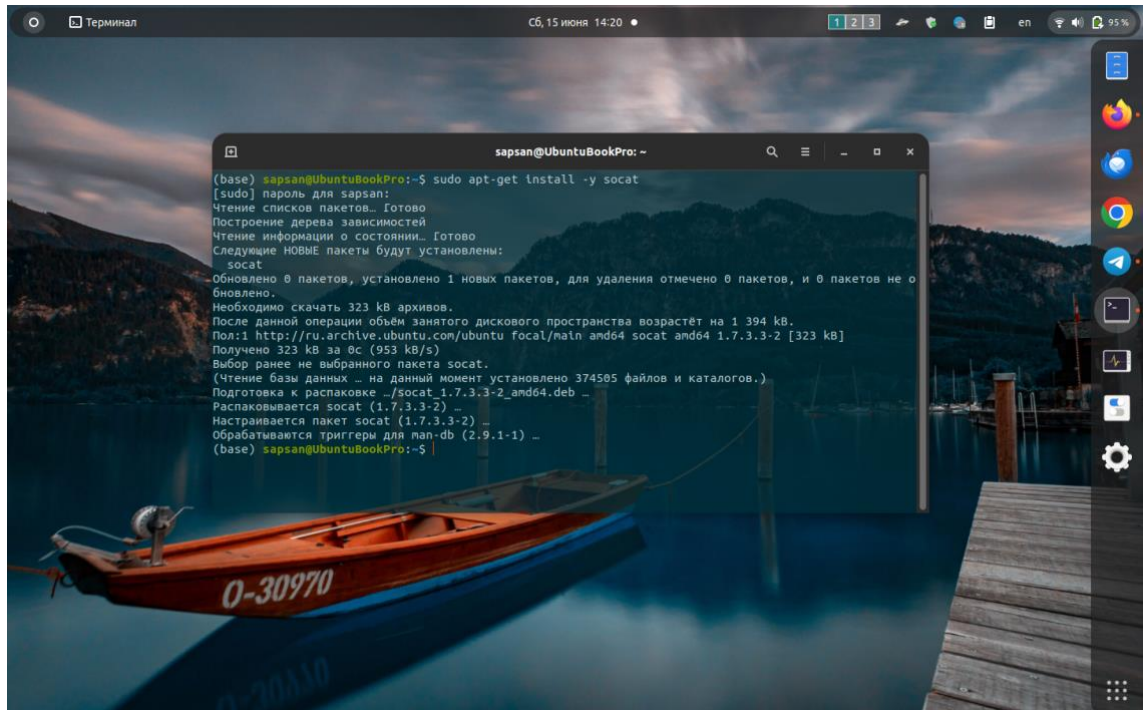 Терминал
Сб, 15 июня 14:20
1 2 3
en
95 %
sapsan@UbuntuBookPro: ~
(base) sapsan@UbuntuBookPro:~$ sudo apt-get install -y socat
[sudo] пароль для sapsan:
Чтение списков пакетов… Готово
Построение дерева зависимостей
Чтение информации о состоянии… Готово
Следующие НОВЫЕ пакеты будут установлены:
socat
Обновлено 0 пакетов, установлено 1 новых пакетов, для удаления отмечено 0 пакетов, и 0 пакетов не о
бновлено.
Необходимо скачать 323 kB архивов.
После данной операции объём занятого дискового пространства возрастёт на 1 394 kB.
Пол:1 http://ru.archive.ubuntu.com/ubuntu focal/main amd64 socat amd64 1.7.3.3-2 [323 kB]
Получено 323 kB за 0с (953 kB/s)
Выбор ранее не выбранного пакета socat.
(Чтение базы данных … на данный момент установлено 374505 файлов и каталогов.)
Подготовка к распаковке …/socat_1.7.3.3-2_amd64.deb …
Распаковывается socat (1.7.3.3-2) …
Настраивается пакет socat (1.7.3.3-2) …
Обрабатываются триггеры для man-db (2.9.1-1) …
(base) sapsan@UbuntuBookPro:~$
O-30970